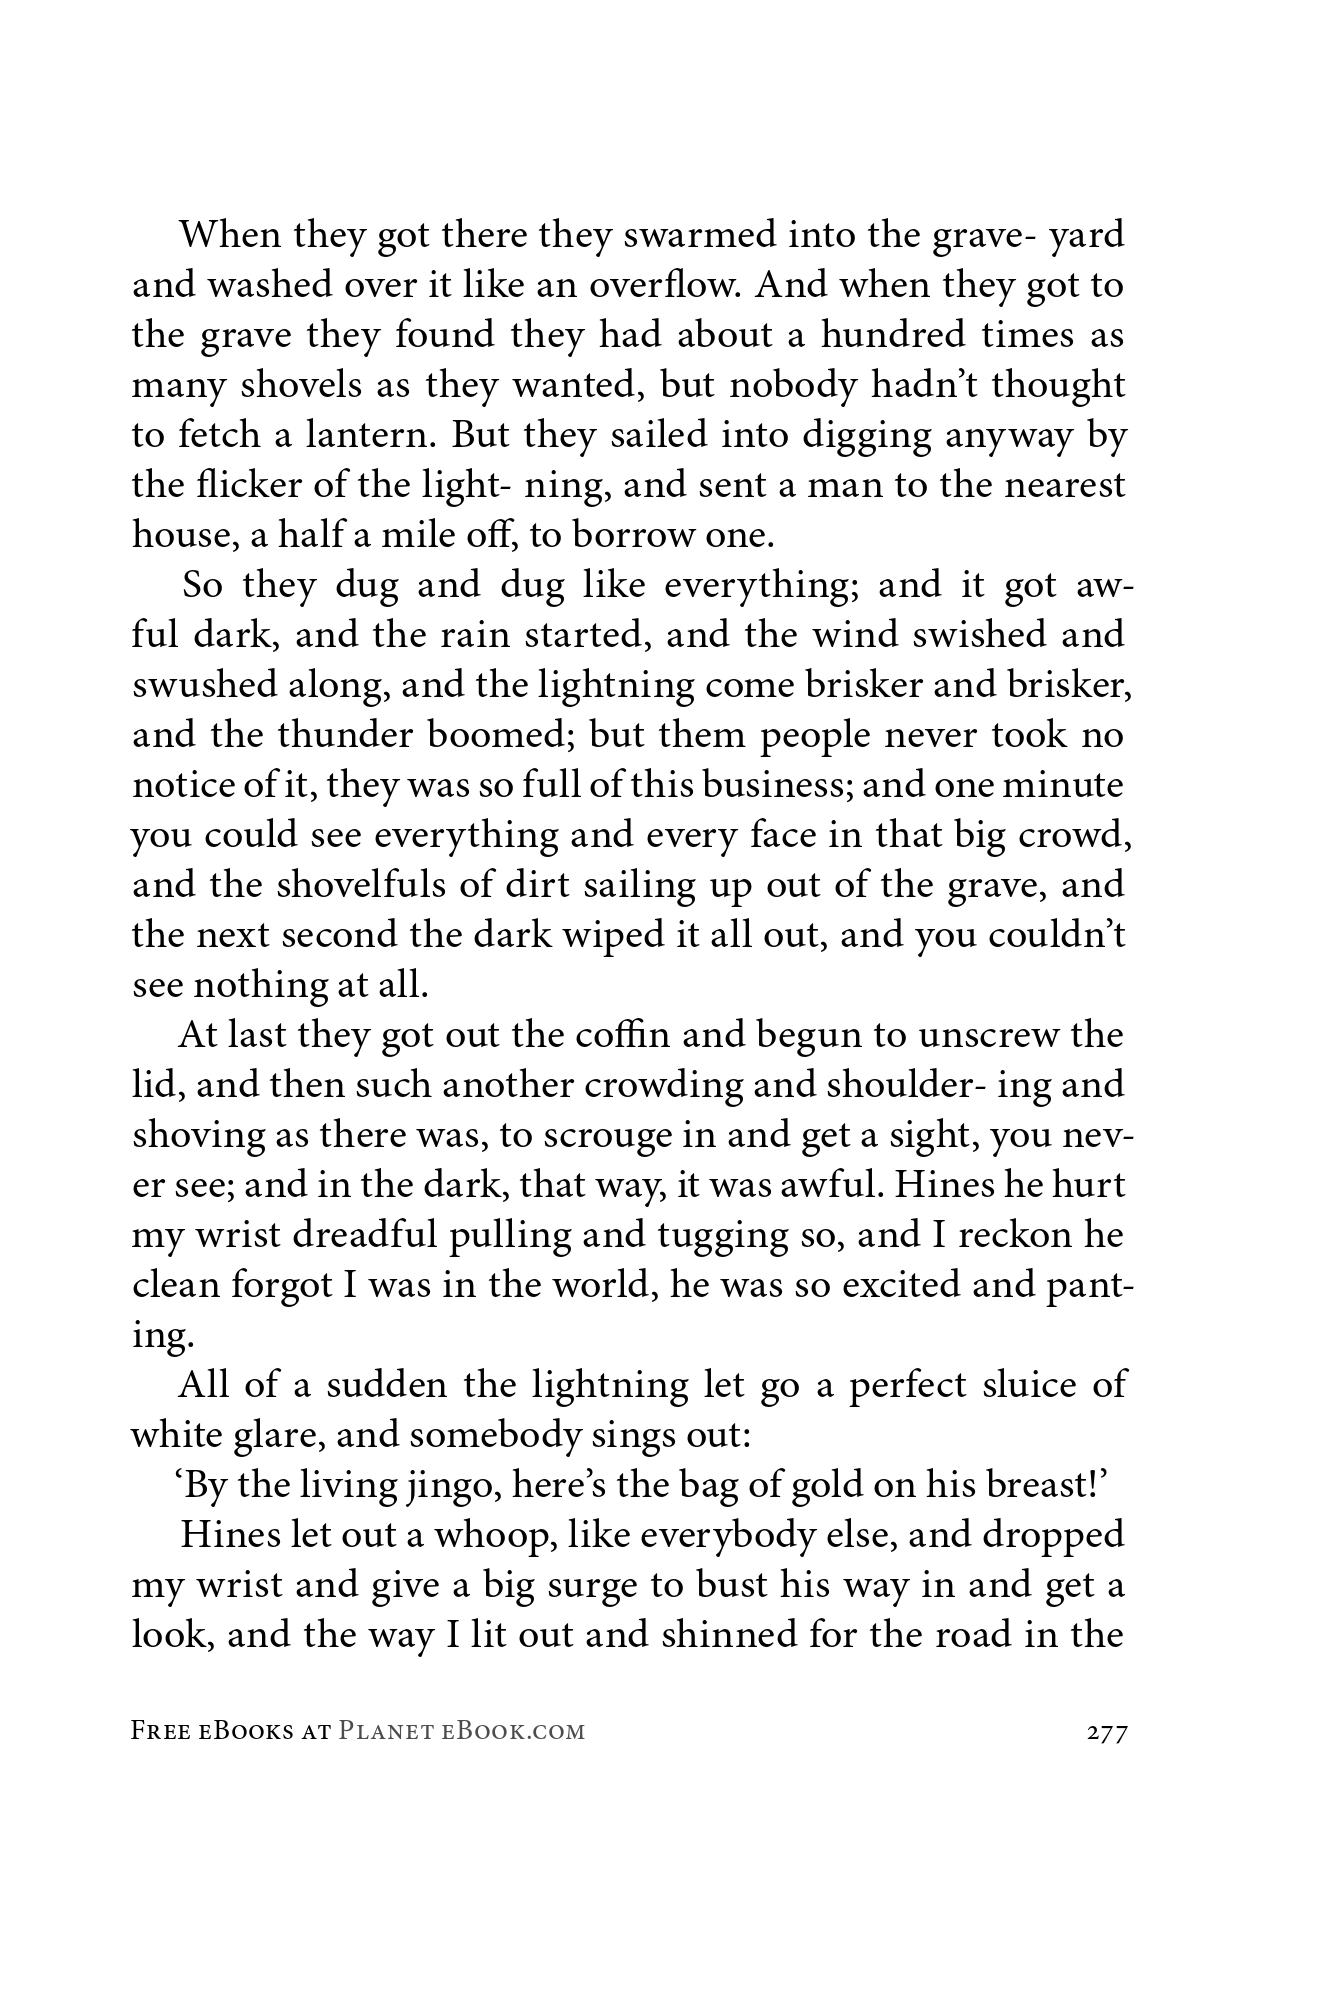 When they got there they swarmed into the grave- yard
and washed over it like an overflow. And when they got to
the grave they found they had about a hundred times as
many shovels as they wanted, but nobody hadn’t thought
to fetch a lantern. But they sailed into digging anyway by
the flicker of the light- ning, and sent a man to the nearest
house, a half a mile off, to borrow one.
So they dug and dug like everything; and it got aw-
ful dark, and the rain started, and the wind swished and
swushed along, and the lightning come brisker and brisker,
and the thunder boomed; but them people never took no
notice of it, they was so full of this business; and one minute
you could see everything and every face in that big crowd,
and the shovelfuls of dirt sailing up out of the grave, and
the next second the dark wiped it all out, and you couldn’t
see nothing at all.
At last they got out the coffin and begun to unscrew the
lid, and then such another crowding and shoulder- ing and
shoving as there was, to scrouge in and get a sight, you nev-
er see; and in the dark, that way, it was awful. Hines he hurt
my wrist dreadful pulling and tugging so, and I reckon he
clean forgot I was in the world, he was so excited and pant-
ing.
All of a sudden the lightning let go a perfect sluice of
white glare, and somebody sings out:
‘By the living jingo, here’s the bag of gold on his breast!’
Hines let out a whoop, like everybody else, and dropped
my wrist and give a big surge to bust his way in and get a
look, and the way I lit out and shinned for the road in the
Free eBooks at Planet eBook.com 277